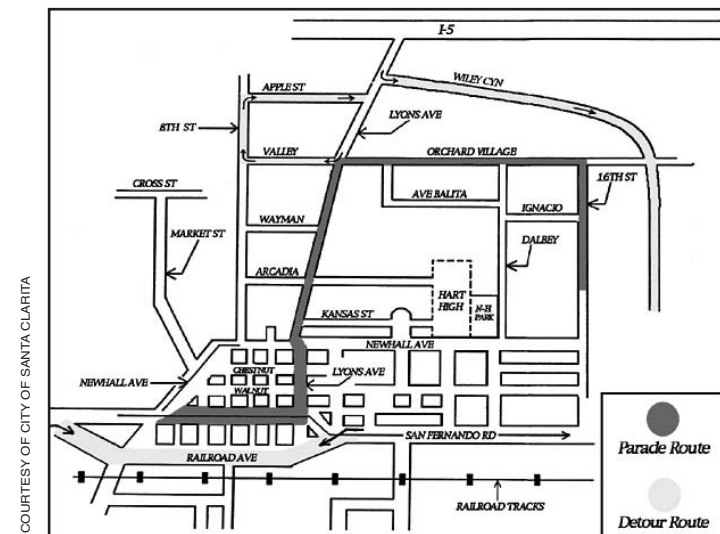 I-5
APPLE ST
WILEY CYN
LYONS AVE
8TH ST
VALLEY
ORCHARD VILLAGE
CROSS ST
AVE BALITA
16TH ST
IGNACIO
WAYMAN
MARKET ST
DALBEY
ARCADIA
HART
HIGH
N-H
PARK
KANSAS ST
NEWHALL AVE
CHESTNUT
NEWHALL AVE
LYONS AVE
WALNUT
SAN FERNANDO RD
RAILROAD AVE
RAILROAD TRACKS
Parade Route
Detour Route
COURTESY OF CITY OF SANTA CLARITA